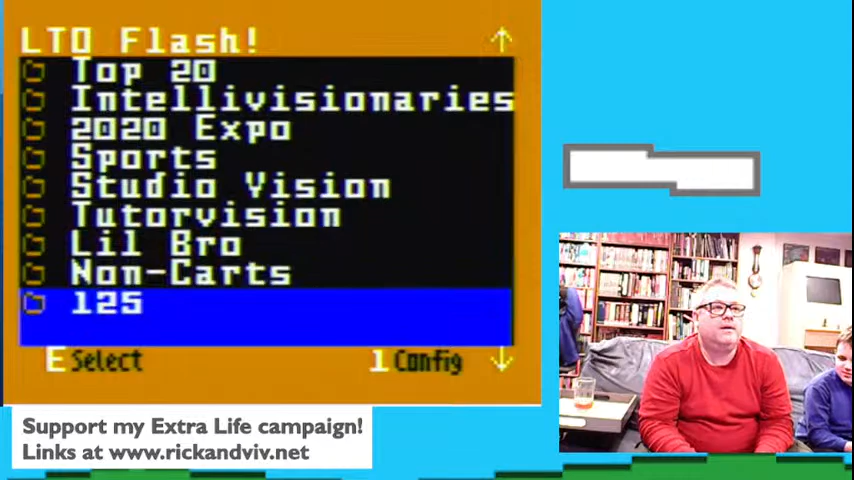 LTO Flash!
Top 20
Intellivisionaries
2020 Expo
Sports
Studio Vision
Tutorvision
Lil Bro
Non-Carts
125
E Select
1 Config
Support my Extra Life campaign!
Links at www.rickandviv.net